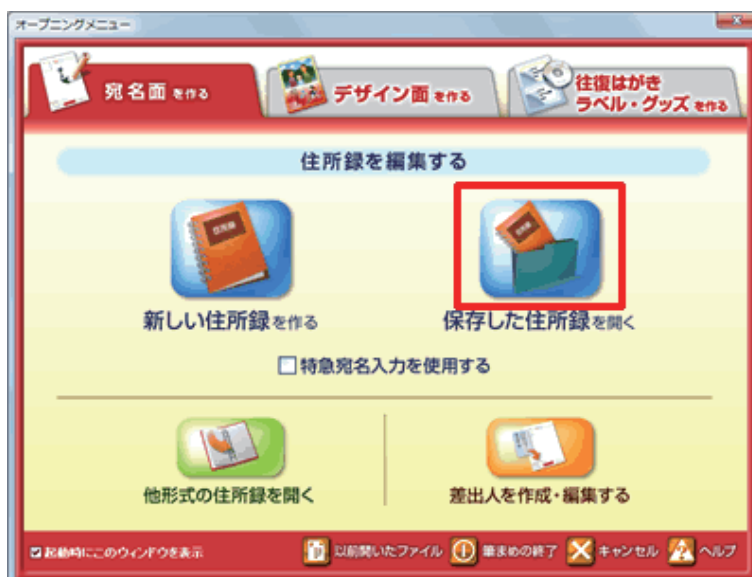 オープニングメニュー
宛名面 を作る
デザイン面 を作る
往復はがき
ラベル・グッズ を作る
住所録を編集する
住所録
住所録
新しい住所録を作る
保存した住所録を開く
特急宛名入力を使用する
他形式の住所録を開く
差出人を作成・編集する
起動時にこのウィンドウを表示
以前開いたファイル
筆まめの終了
キャンセル
ヘルプ